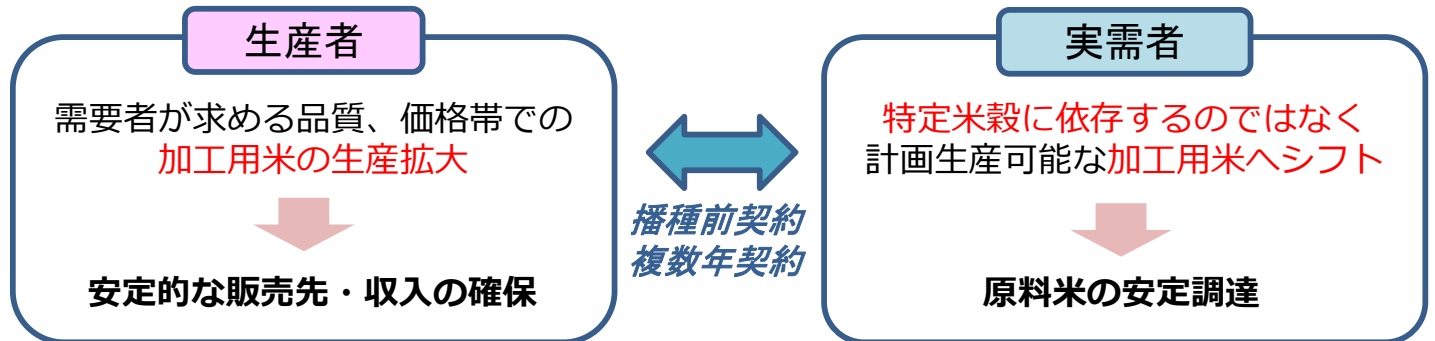 生産者
需要者が求める品質、価格帯での
加工用米の生産拡大
安定的な販売先・収入の確保
播種前契約
複数年契約
実需者
特定米穀に依存するのではなく
計画生産可能な加工用米へシフト
原料米の安定調達